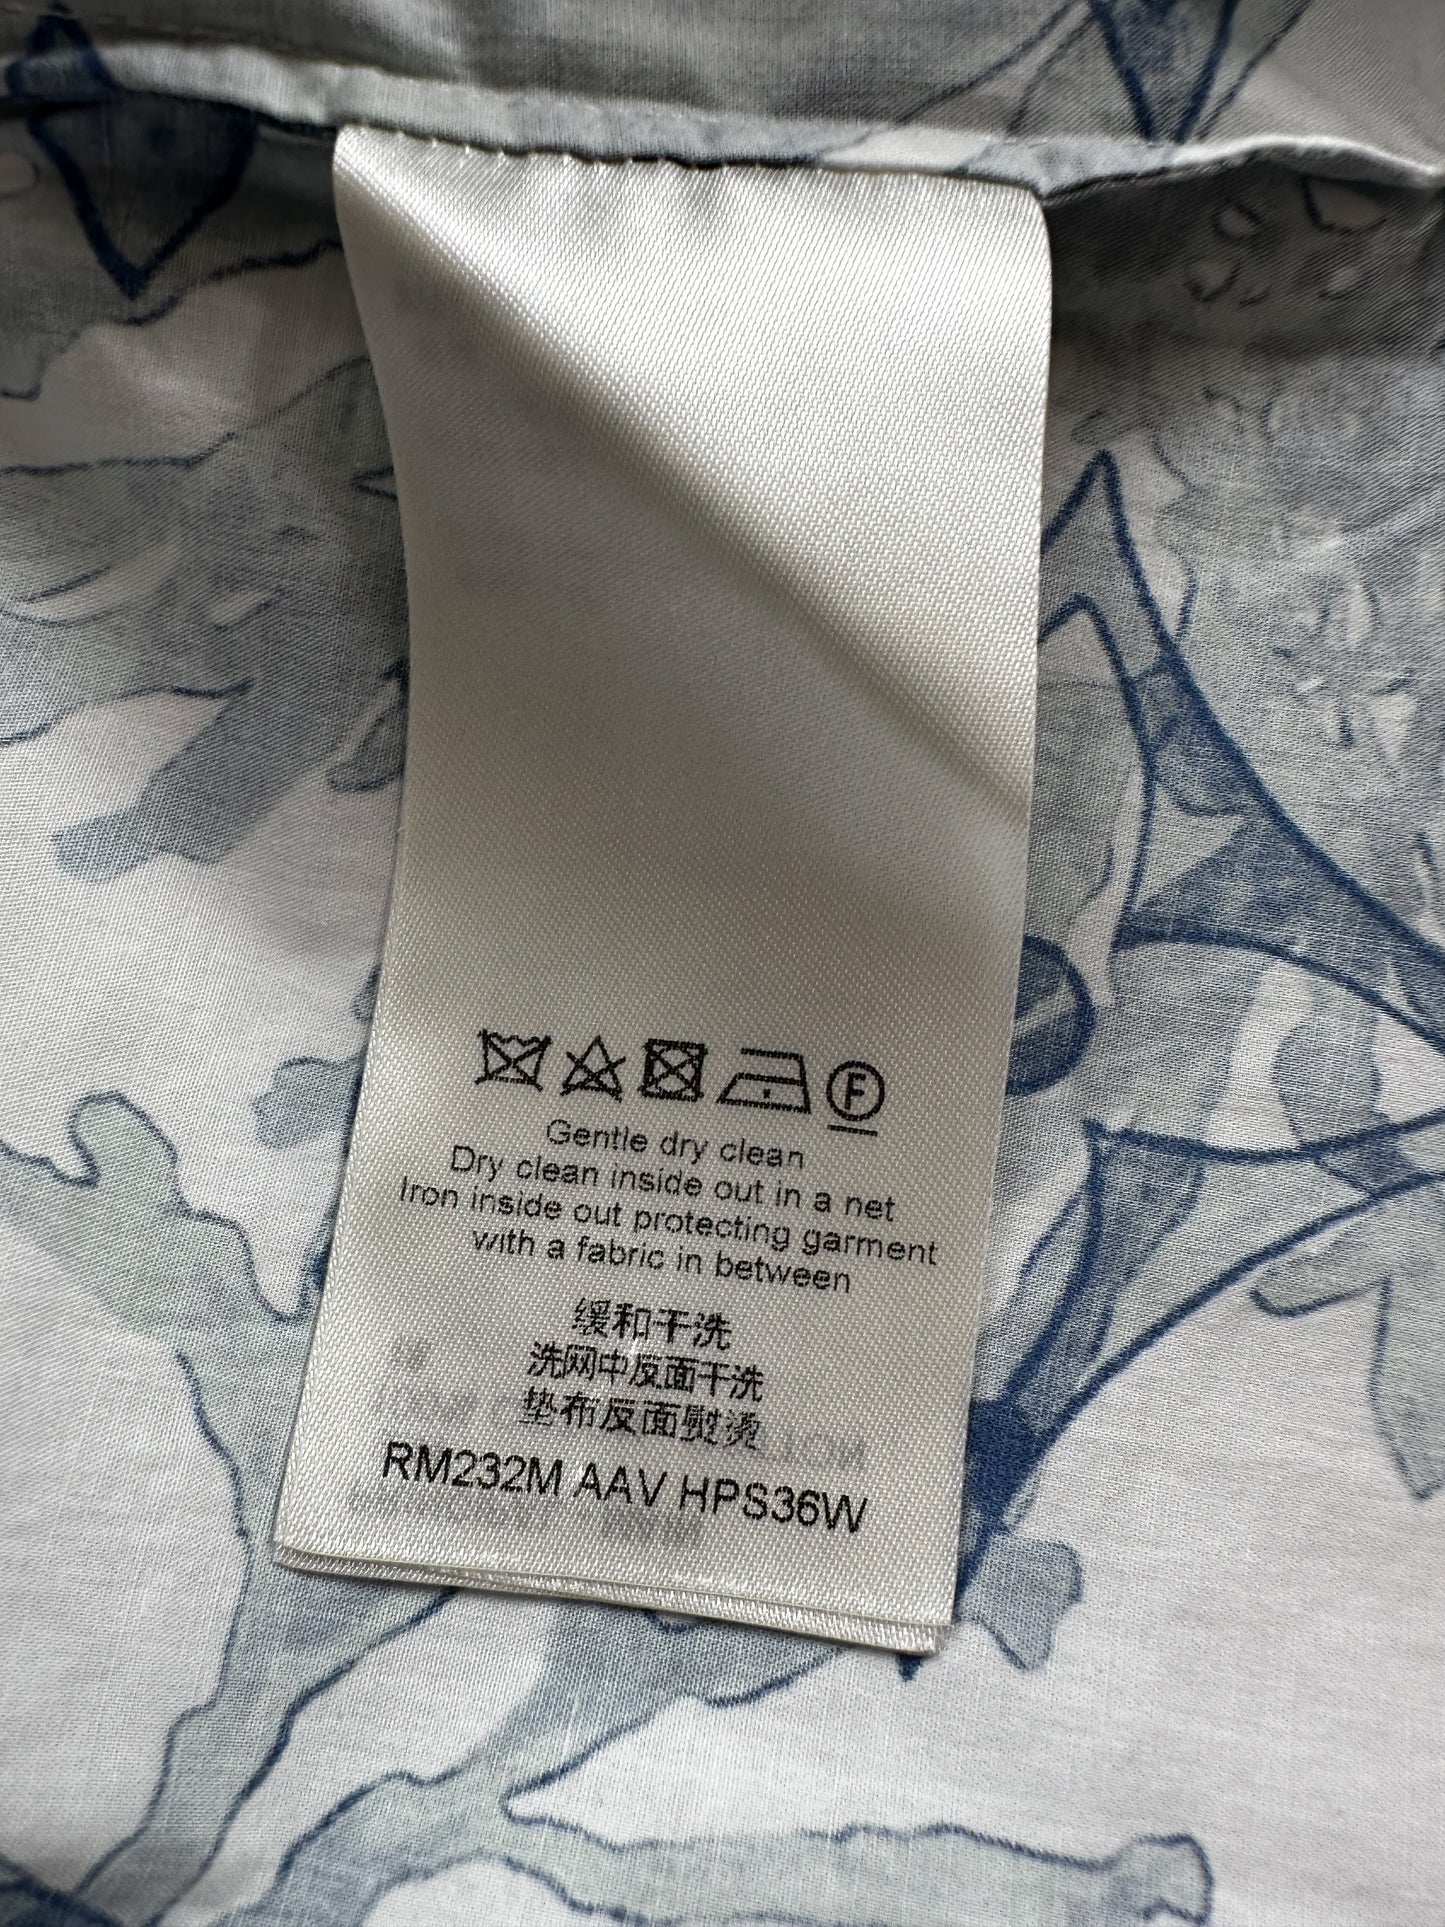 F
Gentle dry clean
Dry clean inside out in a net
Iron inside out protecting garment
with a fabric in between
缓和干洗
洗网中反面干洗
垫布反面熨烫
RM232M AAV HPS36W